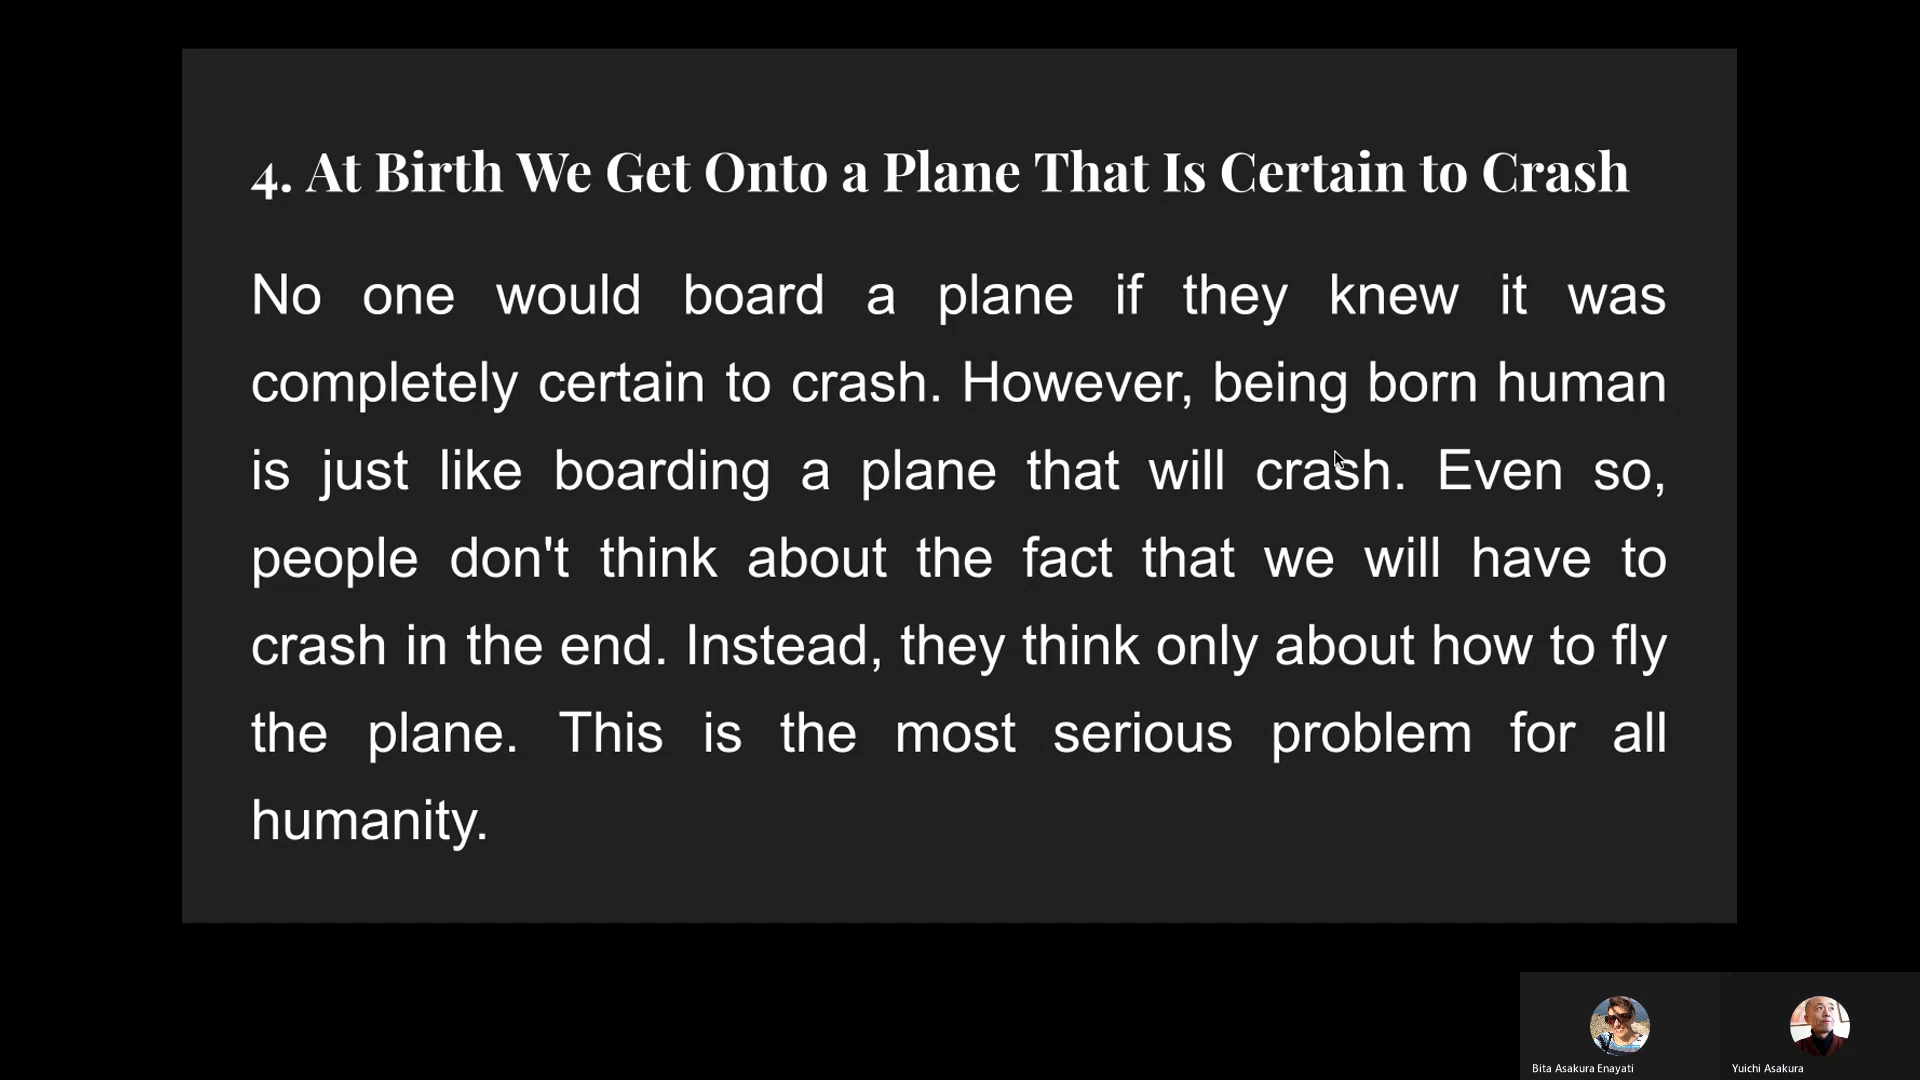 4. At Birth We Get Onto a Plane That Is Certain to Crash
No one would board a plane if they knew it was
completely certain to crash. However, being born human
is just like boarding a plane that will crash. Even so,
people don't think about the fact that we will have to
crash in the end. Instead, they think only about how to fly
the plane. This is the most serious problem for all
humanity.
Bita Asakura Enayati
Yuichi Asakura